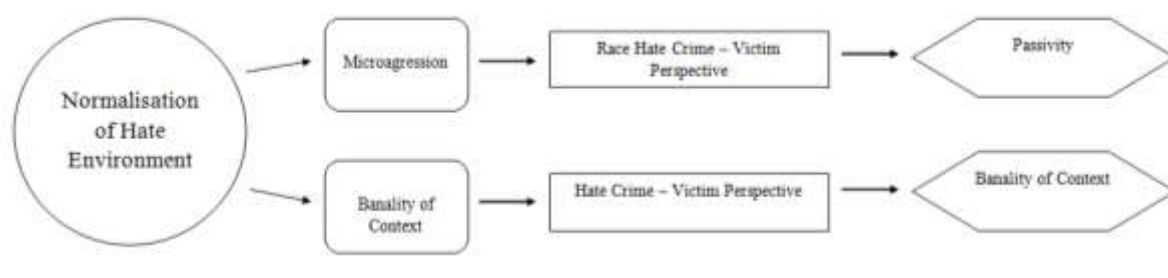 Normalisation
of Hate
Environment
Microagression
Race Hate Crime – Victim
Perspective
Passivity
Banality of
Context
Hate Crime – Victim Perspective
Banality of Context